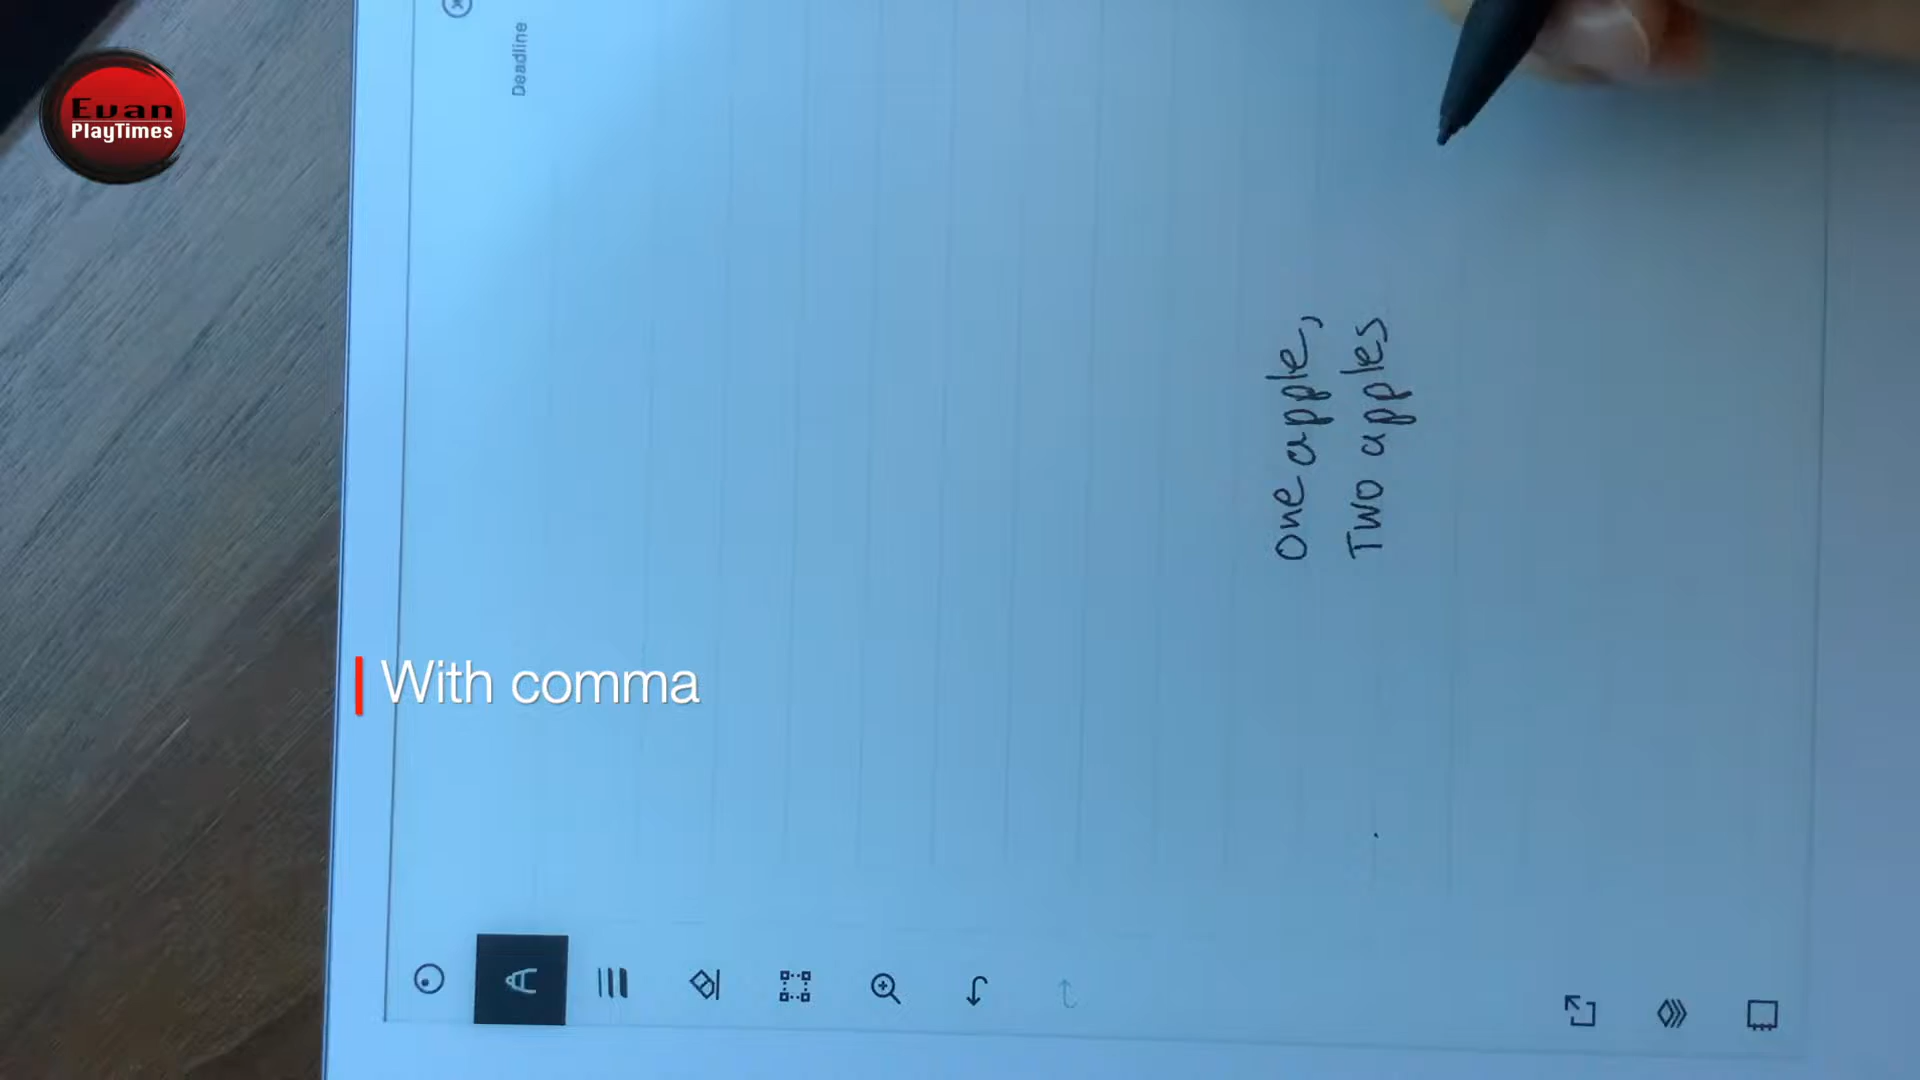 Evan
PlayTimes
Deadline
One apple,
Two apples
With comma